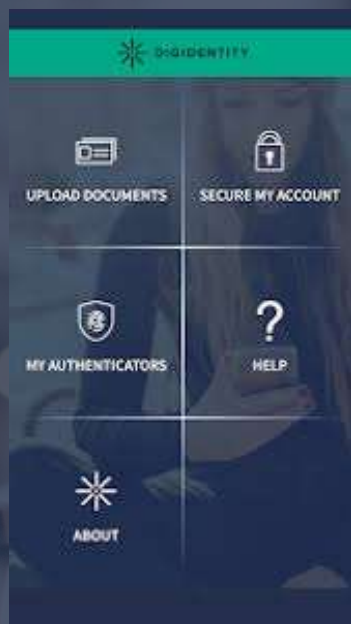 DIGIDENTITY
UPLOAD DOCUMENTS
SECURE MY ACCOUNT
MY AUTHENTICATORS
HELP
ABOUT